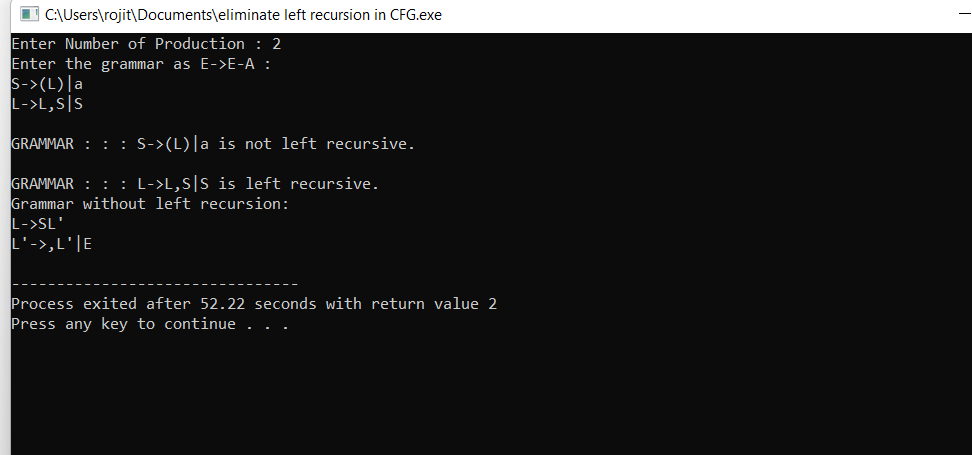 C:\Users\rojit\Documents\eliminate left recursion in CFG.exe
Enter Number of Production : 2
Enter the grammar as E->E-A :
S->(L)|a
L->L,S|S
GRAMMAR : : : S->(L)|a is not left recursive.
GRAMMAR : : : L->L,S|S is left recursive.
Grammar without left recursion:
L->SL'
L'->,L'|E
--------------------------------
Process exited after 52.22 seconds with return value 2
Press any key to continue . . .